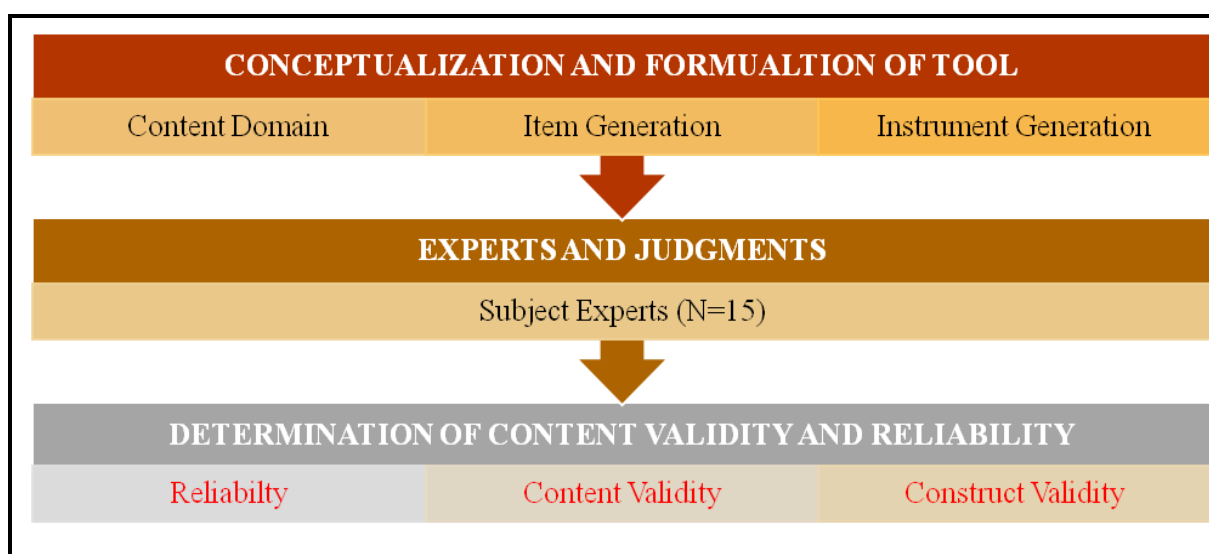 CONCEPTUALIZATION AND FORMUALTION OF TOOL
Content Domain
Item Generation
Instrument Generation
EXPERTS AND JUDGMENTS
Subject Experts (N=15)
DETERMINATION OF CONTENT VALIDITY AND RELIABILITY
Reliabilty
Content Validity
Construct Validity